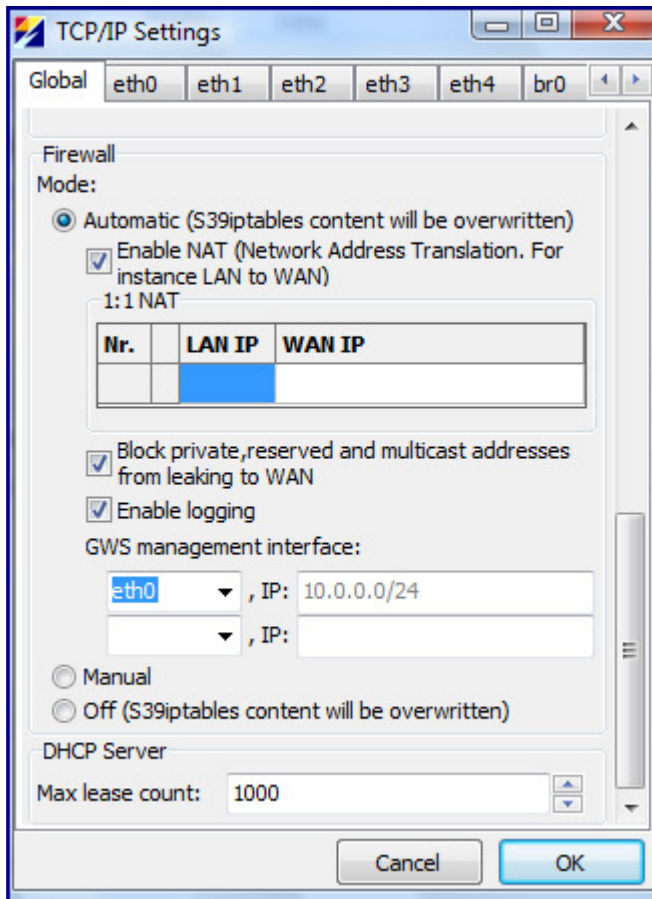 TCP/IP Settings
Global eth0 eth1 eth2 eth3 eth4 br0
Firewall
Mode:
Automatic (S39iptables content will be overwritten)
Enable NAT (Network Address Translation. For
instance LAN to WAN)
1:1 NAT
Nr. LAN IP WAN IP
Block private,reserved and multicast addresses
from leaking to WAN
Enable logging
GWS management interface:
eth0 , IP: 10.0.0.0/24
, IP:
Manual
Off (S39iptables content will be overwritten)
DHCP Server
Max lease count: 1000
Cancel OK